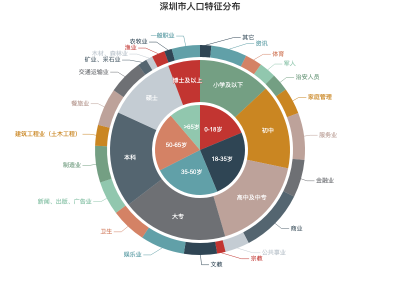 深圳市人口特征分布
其它
资讯
体育
军人
治安人员
家庭管理
服务业
金融业
商业
公共事业
宗教
文教
娱乐业
卫生
新闻、出版、广告业
制造业
建筑工程业（土木工程）
餐旅业
交通运输业
矿业、采石业
木材、森林业
渔业
农牧业
一般职业
小学及以下
初中
高中及中专
大专
本科
硕士
博士及以上
0-18岁
18-35岁
35-50岁
50-65岁
>65岁